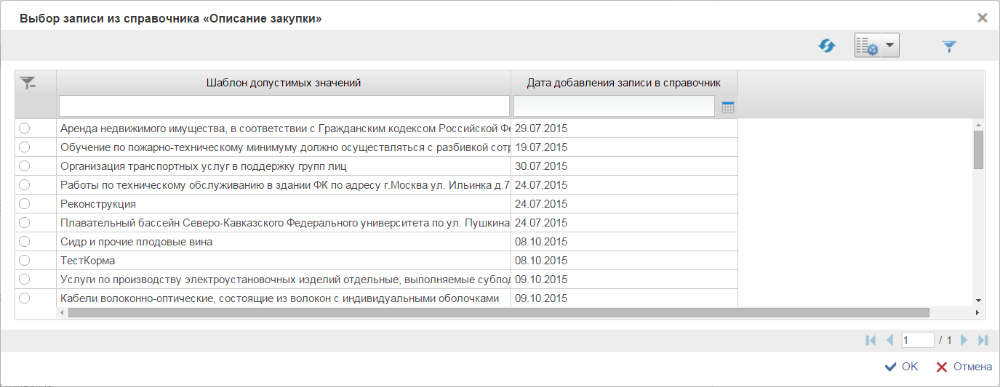 Выбор записи из справочника «Описание закупки»
Шаблон допустимых значений Дата добавления записи в справочник
Аренда недвижимого имущества, в соответствии с Гражданским кодексом Российской Фе 29.07.2015
Обучение по пожарно-техническому минимуму должно осуществляться с разбивкой сотр 19.07.2015
Организация транспортных услуг в поддержку групп лиц 30.07.2015
Работы по техническому обслуживанию в здании ФК по адресу г.Москва ул. Ильинка д.7 24.07.2015
Реконструкция 24.07.2015
Плавательный бассейн Северо-Кавказского Федерального университета по ул. Пушкина 24.07.2015
Сидр и прочие плодовые вина 08.10.2015
ТестКорма 08.10.2015
Услуги по производству электроустановочных изделий отдельные, выполняемые субпод 09.10.2015
Кабели волоконно-оптические, состоящие из волокон с индивидуальными оболочками 09.10.2015
1 / 1
OK Отмена